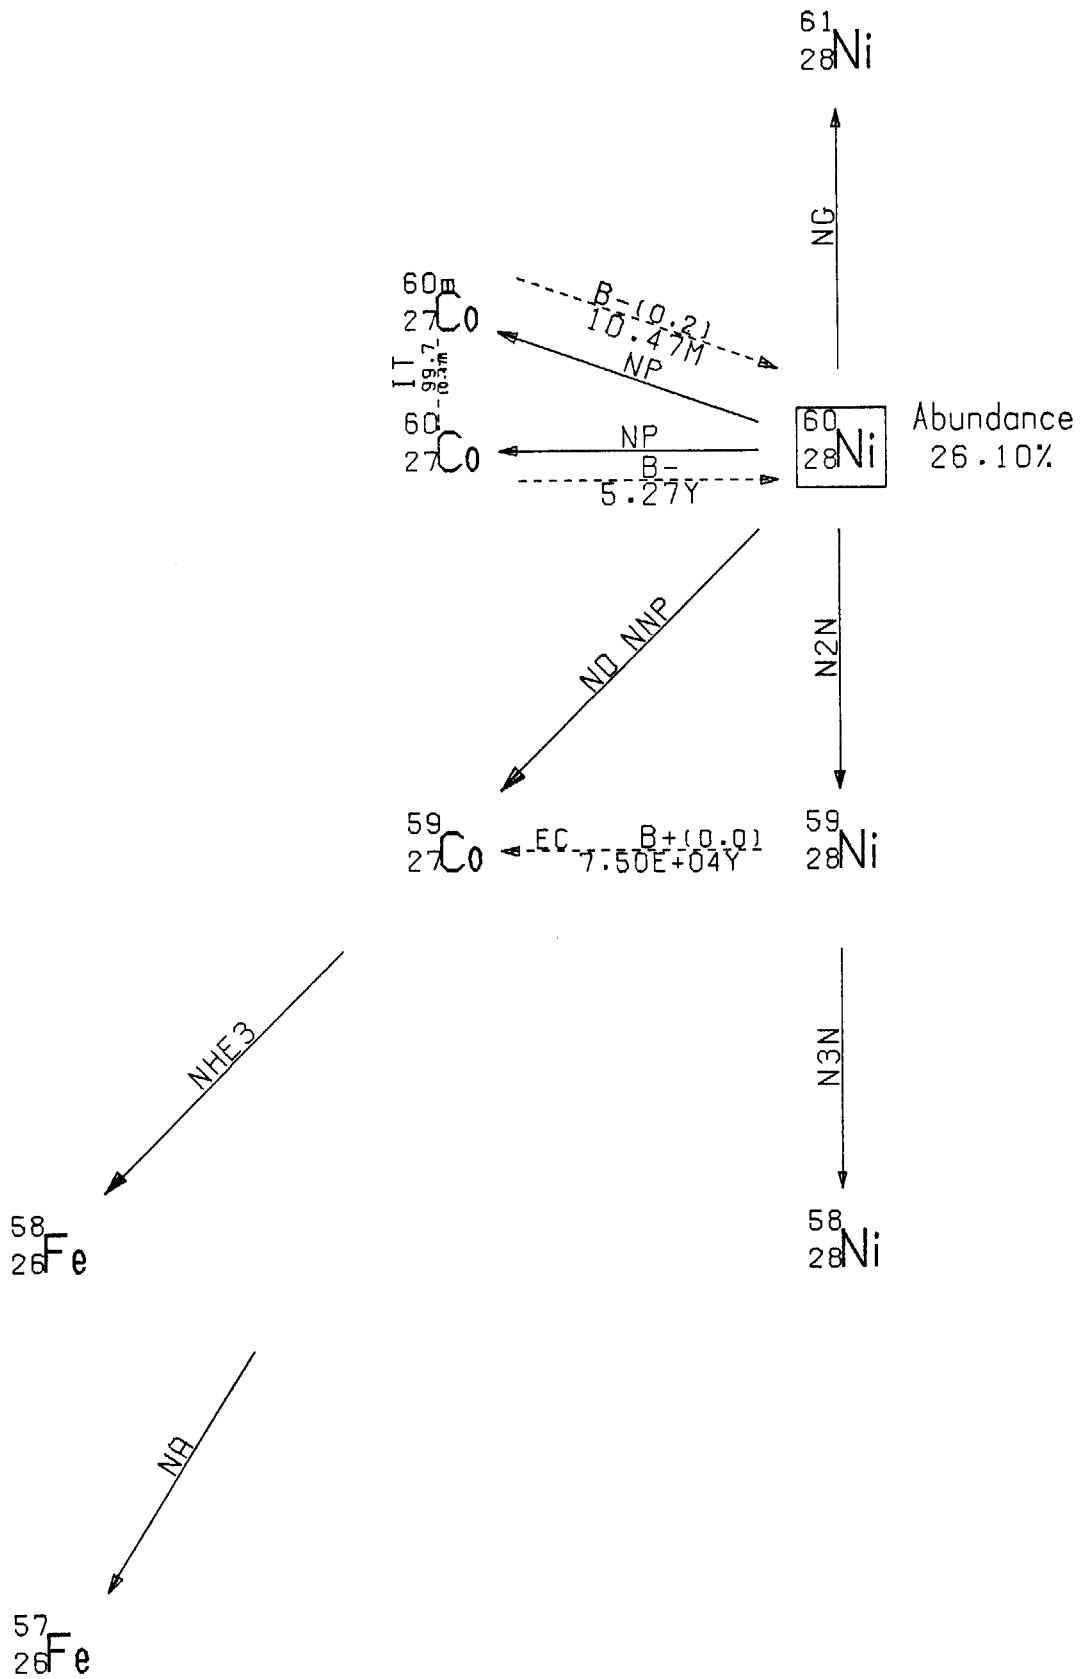 61
28Ni
NG
60m
27Co
B-(0.2)
10.47M
NP
IT
99.7
60
27Co
NP
B-
5.27Y
60
28Ni
Abundance
26.10%
ND NNP
N2N
59
27Co
EC B+(0.0)
7.50E+04Y
59
28Ni
NHE3
N3N
58
26Fe
58
28Ni
NA
57
26Fe